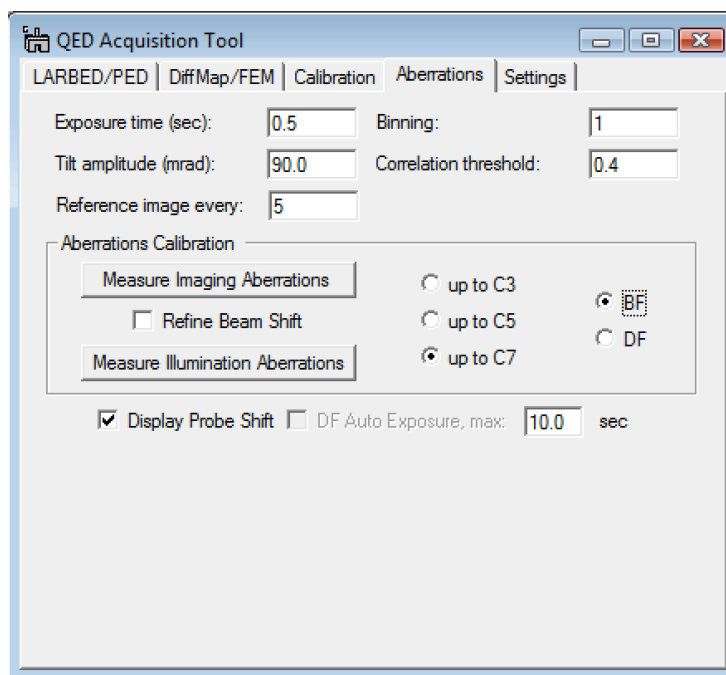 QED Acquisition Tool
LARBED/PED DiffMap/FEM Calibration Aberrations Settings
Exposure time (sec): 0.5 Binning: 1
Tilt amplitude (mrad): 90.0 Correlation threshold: 0.4
Reference image every: 5
Aberrations Calibration
Measure Imaging Aberrations up to C3
BF
Refine Beam Shift up to C5
DF
Measure Illumination Aberrations up to C7
Display Probe Shift DF Auto Exposure, max: 10.0 sec